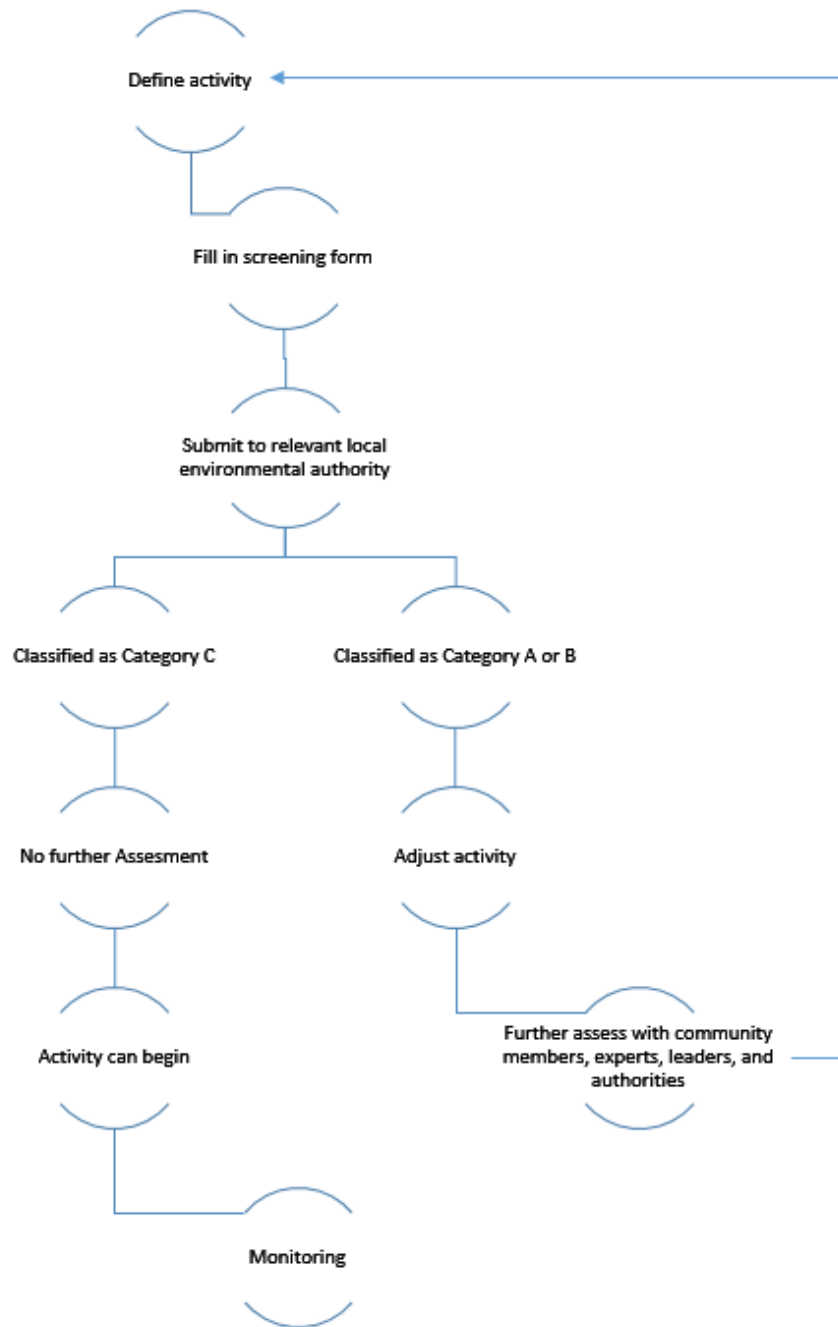 Define activity
Fill in screening form
Submit to relevant local
environmental authority
Classified as Category C
Classified as Category A or B
No further Assesment
Adjust activity
Activity can begin
Further assess with community
members, experts, leaders, and
authorities
Monitoring